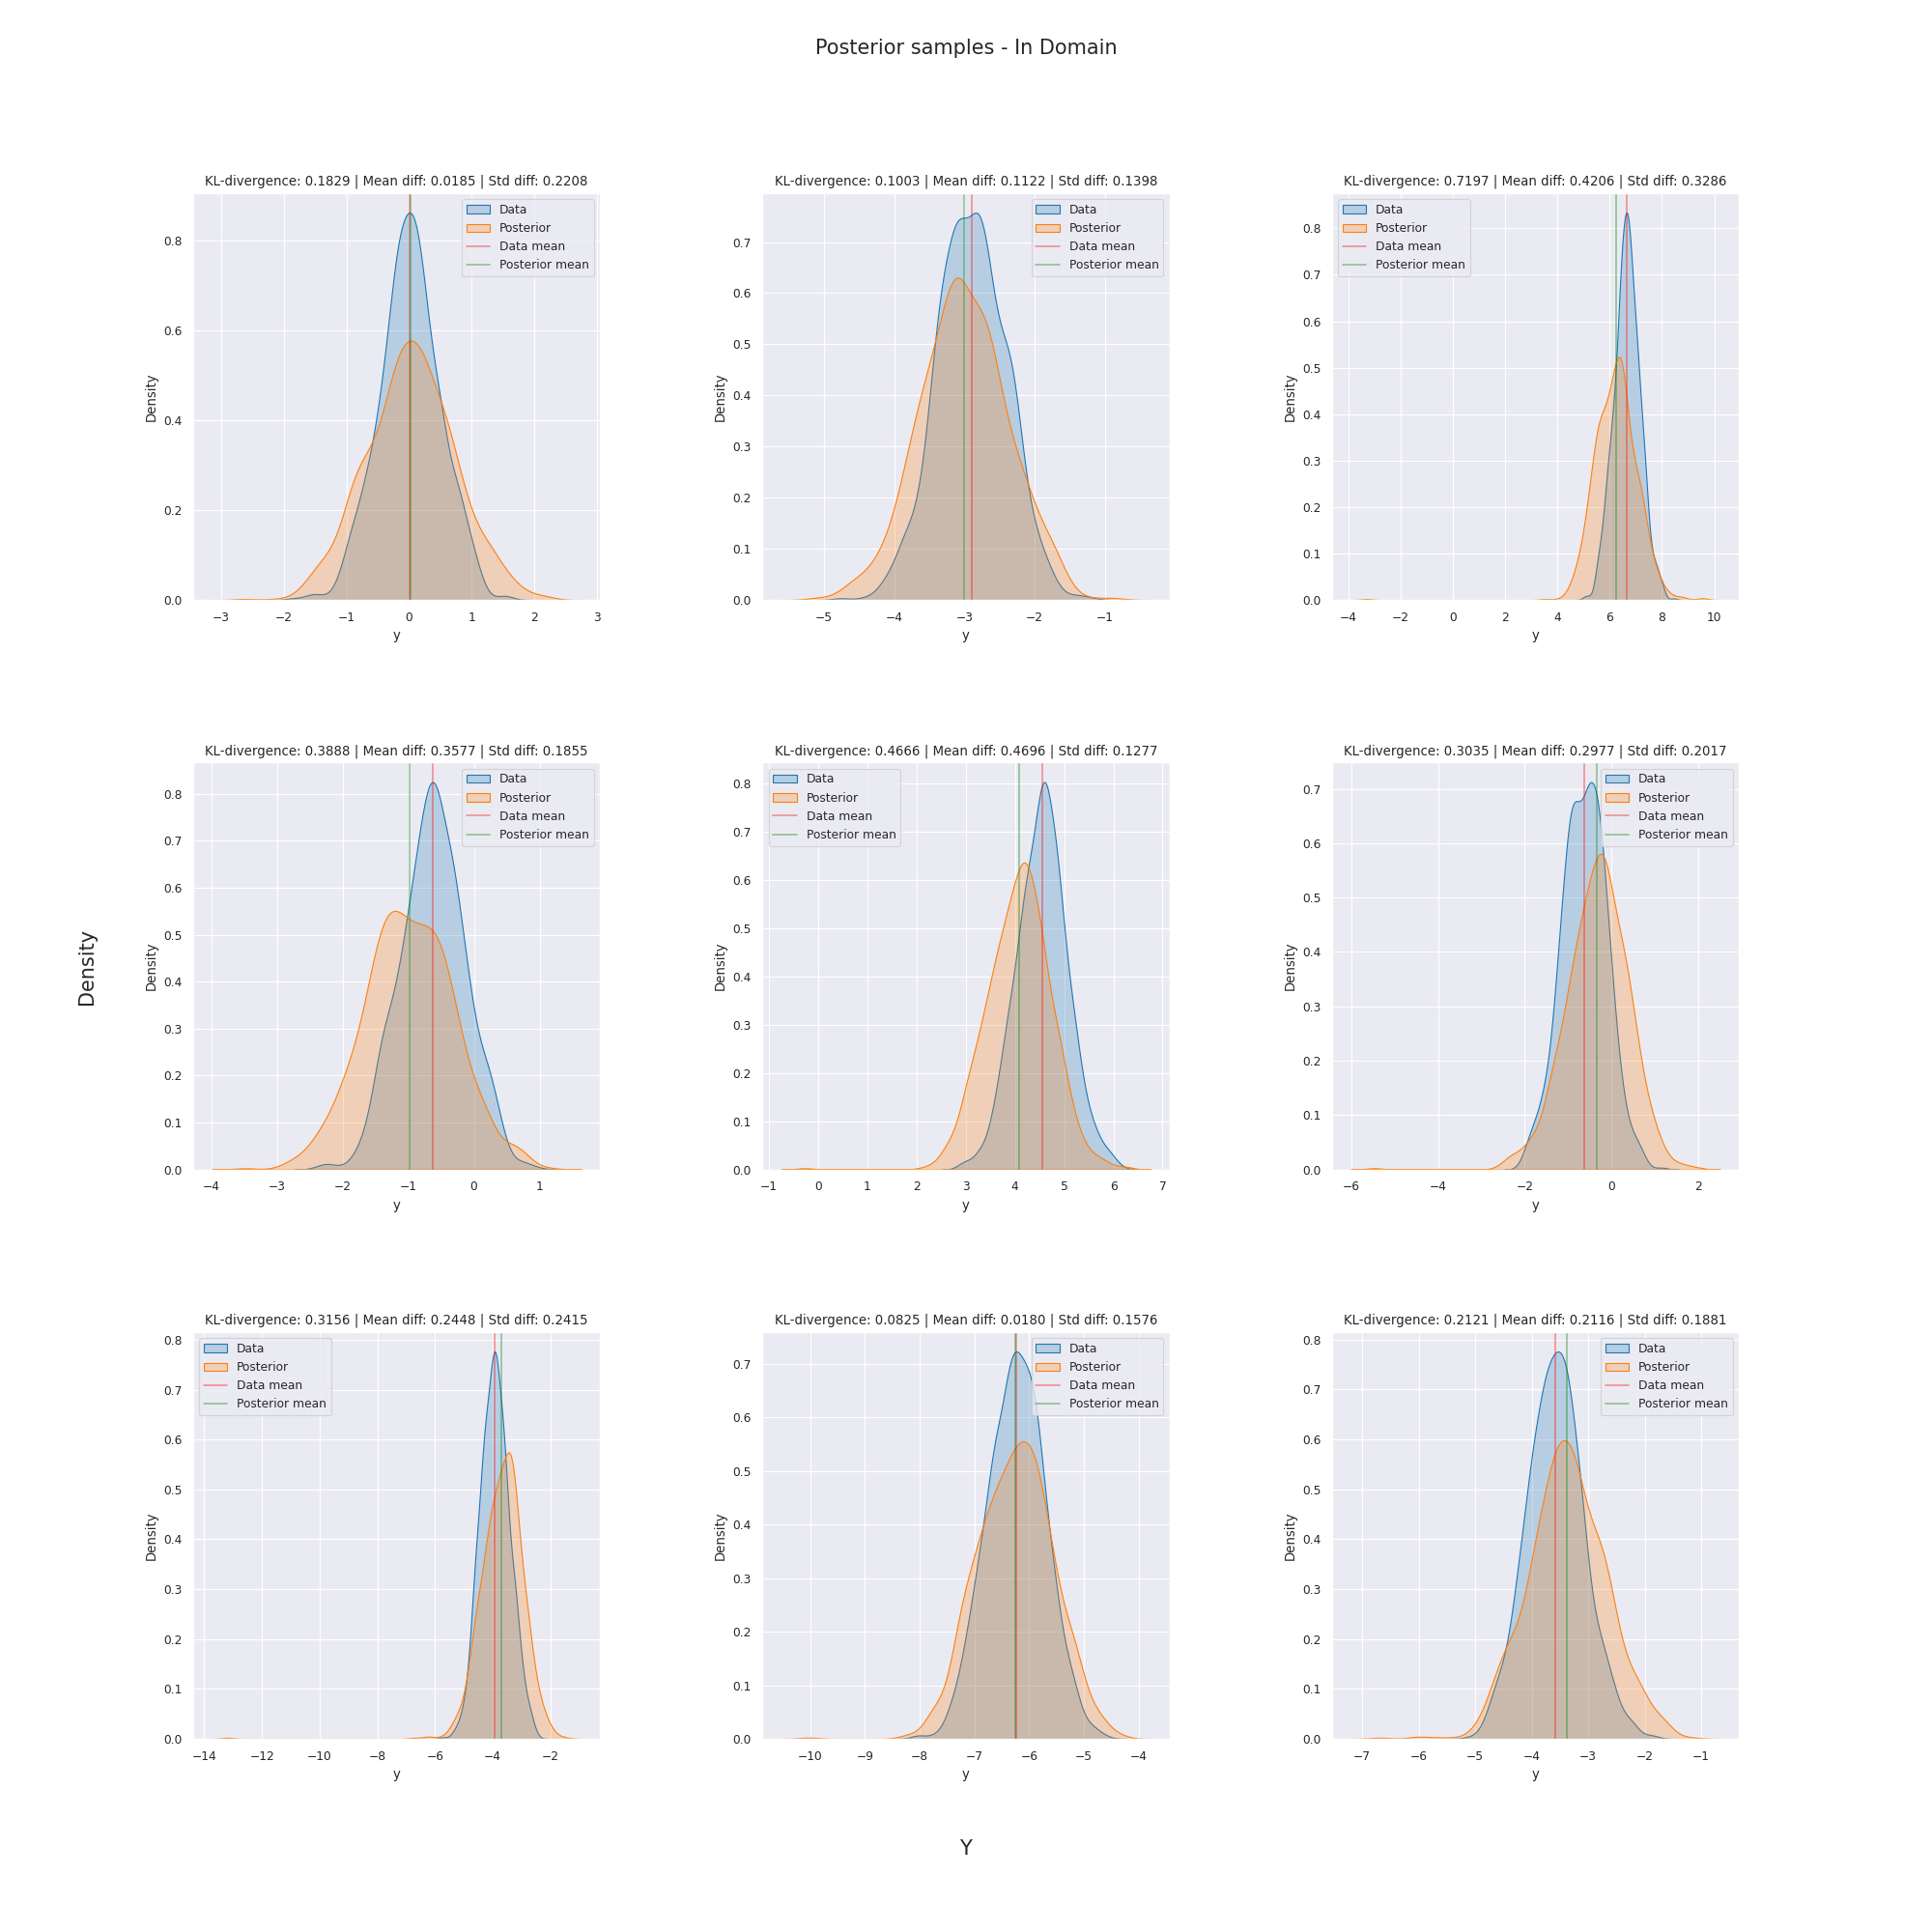 Posterior samples - In Domain
KL-divergence: 0.1829 | Mean diff: 0.0185 | Std diff: 0.2208
Data
Posterior
Data mean
Posterior mean
0.8
0.6
0.4
0.2
0.0
Density
−3 −2 −1 0 1 2 3
y
KL-divergence: 0.1003 | Mean diff: 0.1122 | Std diff: 0.1398
Data
Posterior
Data mean
Posterior mean
0.7
0.6
0.5
0.4
0.3
0.2
0.1
0.0
Density
−5 −4 −3 −2 −1
y
KL-divergence: 0.7197 | Mean diff: 0.4206 | Std diff: 0.3286
Data
Posterior
Data mean
Posterior mean
0.8
0.7
0.6
0.5
0.4
0.3
0.2
0.1
0.0
Density
−4 −2 0 2 4 6 8 10
y
Density
KL-divergence: 0.3888 | Mean diff: 0.3577 | Std diff: 0.1855
Data
Posterior
Data mean
Posterior mean
0.8
0.7
0.6
0.5
0.4
0.3
0.2
0.1
0.0
Density
−4 −3 −2 −1 0 1
y
KL-divergence: 0.4666 | Mean diff: 0.4696 | Std diff: 0.1277
Data
Posterior
Data mean
Posterior mean
0.8
0.7
0.6
0.5
0.4
0.3
0.2
0.1
0.0
Density
−1 0 1 2 3 4 5 6 7
y
KL-divergence: 0.3035 | Mean diff: 0.2977 | Std diff: 0.2017
Data
Posterior
Data mean
Posterior mean
0.7
0.6
0.5
0.4
0.3
0.2
0.1
0.0
Density
−6 −4 −2 0 2
y
KL-divergence: 0.3156 | Mean diff: 0.2448 | Std diff: 0.2415
Data
Posterior
Data mean
Posterior mean
0.8
0.7
0.6
0.5
0.4
0.3
0.2
0.1
0.0
Density
−14 −12 −10 −8 −6 −4 −2
y
KL-divergence: 0.0825 | Mean diff: 0.0180 | Std diff: 0.1576
Data
Posterior
Data mean
Posterior mean
0.7
0.6
0.5
0.4
0.3
0.2
0.1
0.0
Density
−10 −9 −8 −7 −6 −5 −4
y
KL-divergence: 0.2121 | Mean diff: 0.2116 | Std diff: 0.1881
Data
Posterior
Data mean
Posterior mean
0.8
0.7
0.6
0.5
0.4
0.3
0.2
0.1
0.0
Density
−7 −6 −5 −4 −3 −2 −1
y
Y